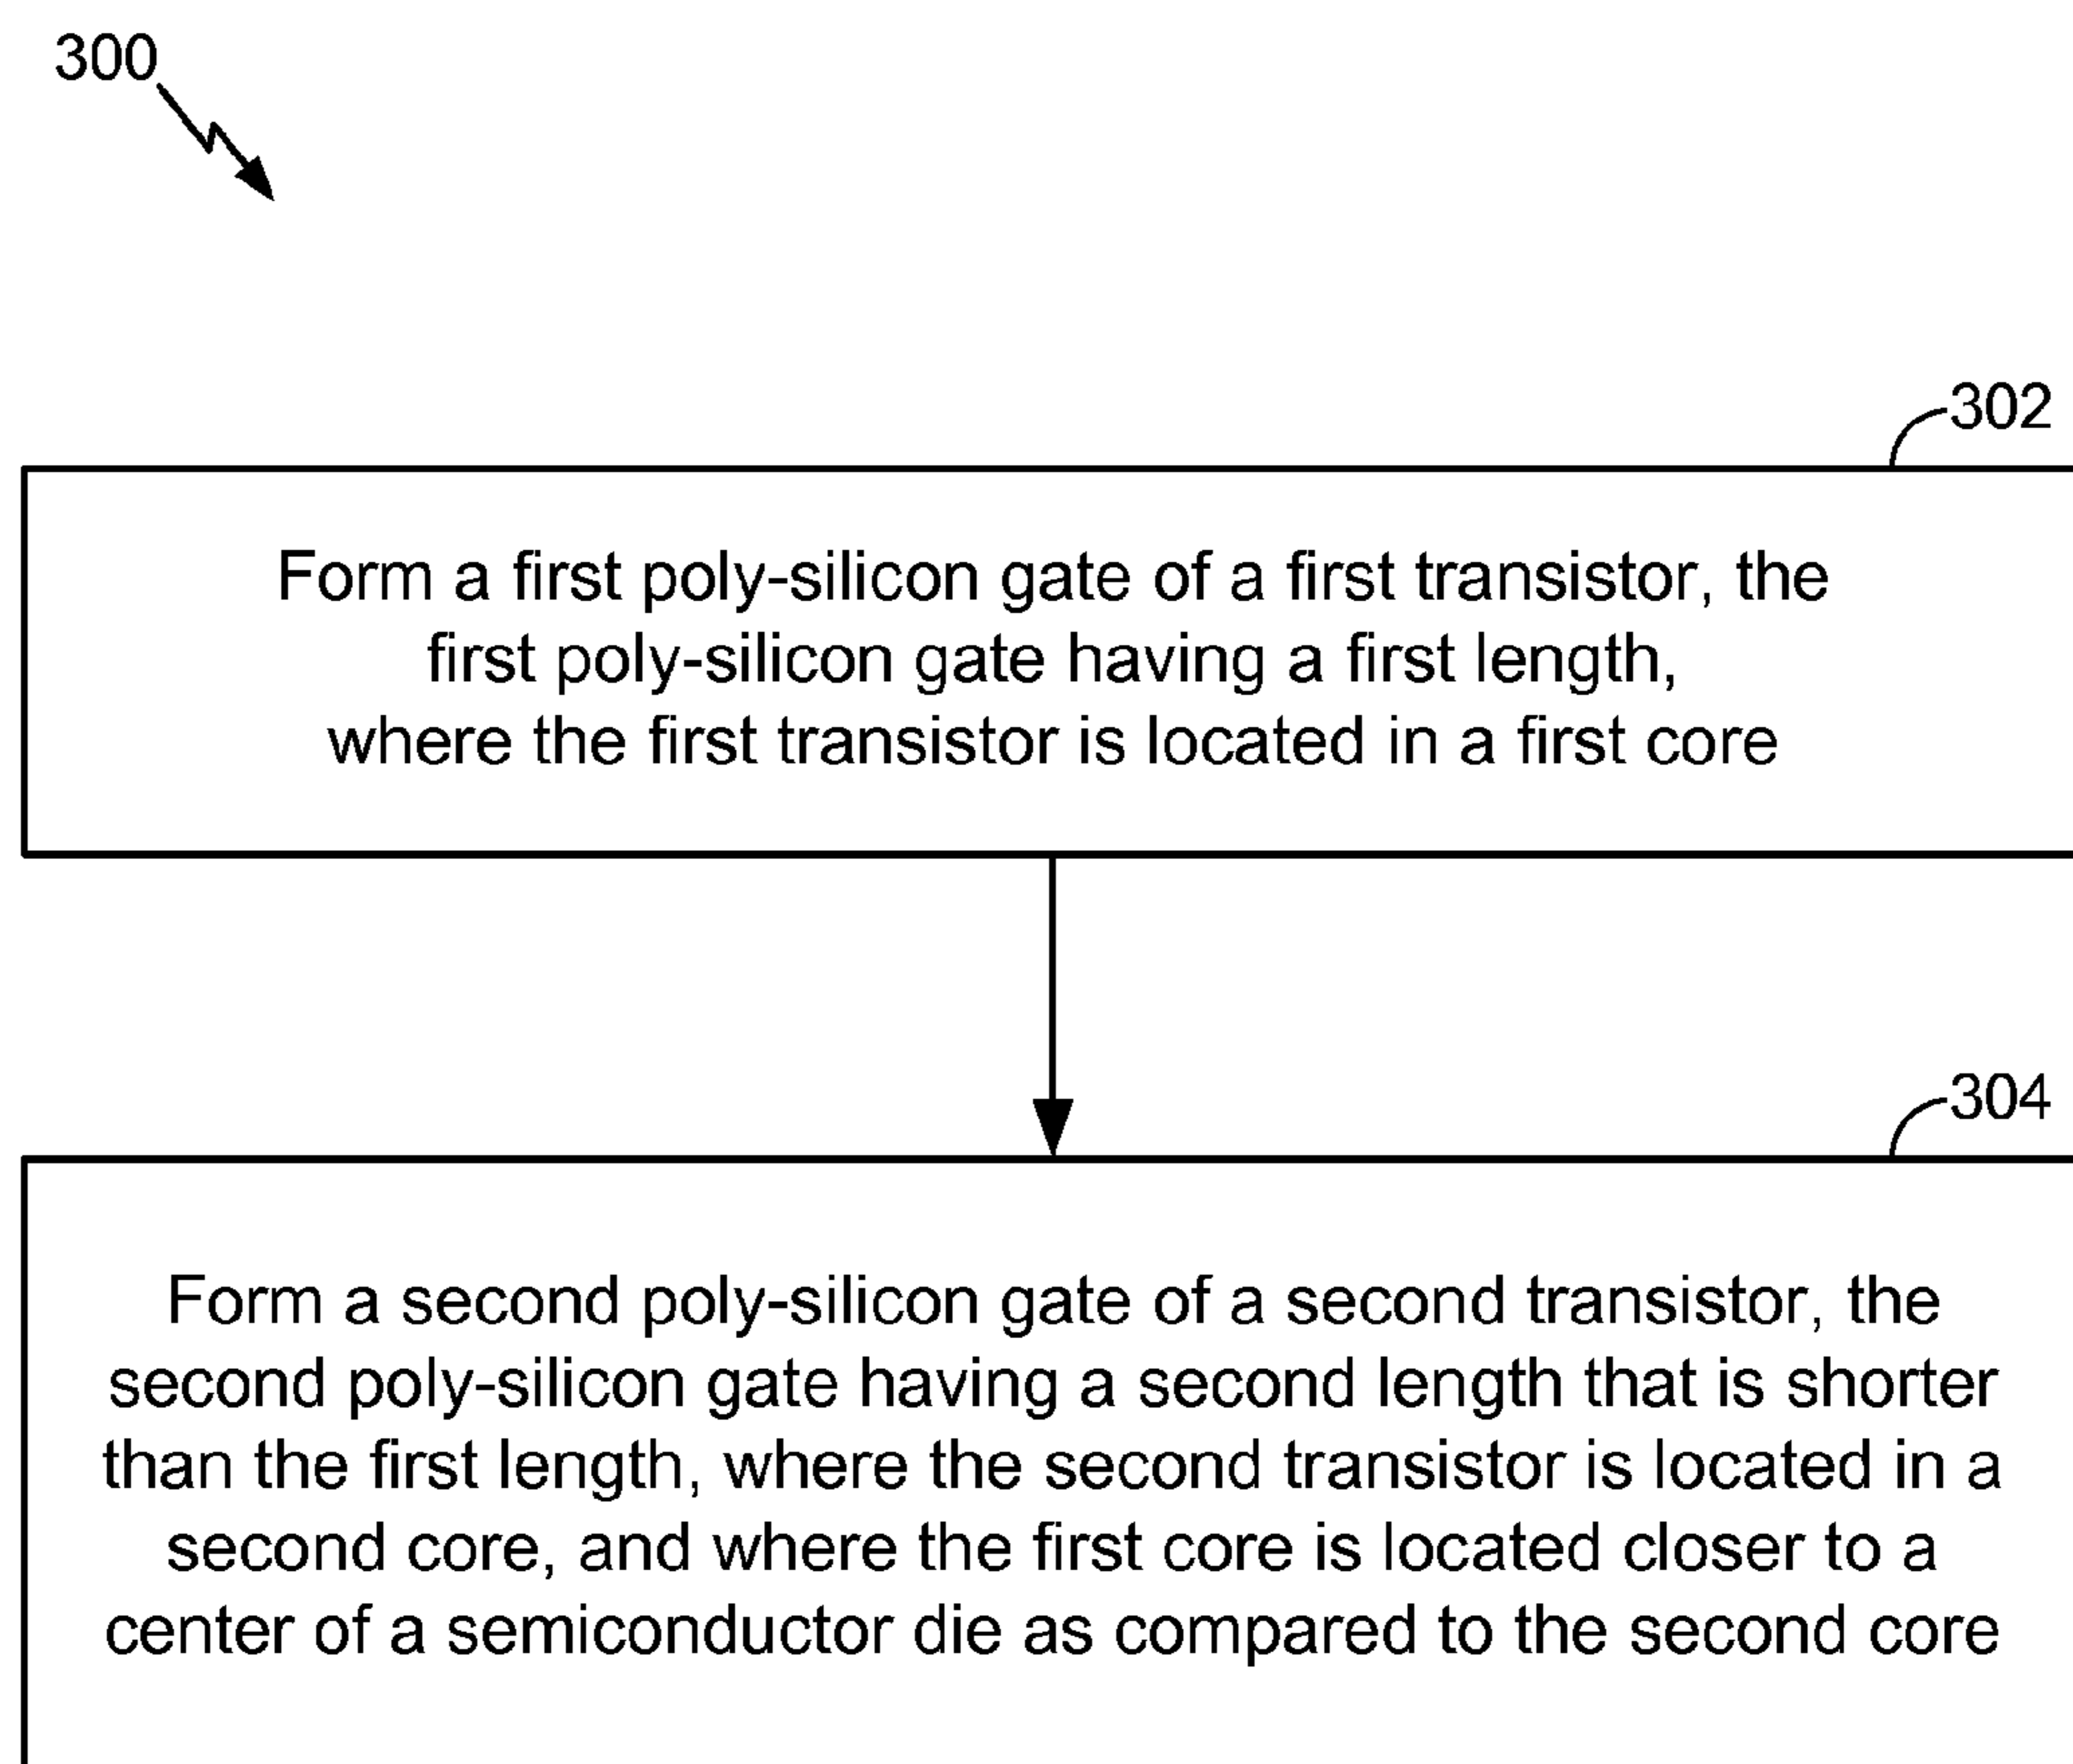 300
302
Form a first poly-silicon gate of a first transistor, the
first poly-silicon gate having a first length,
where the first transistor is located in a first core
304
Form a second poly-silicon gate of a second transistor, the
second poly-silicon gate having a second length that is shorter
than the first length, where the second transistor is located in a
second core, and where the first core is located closer to a
center of a semiconductor die as compared to the second core